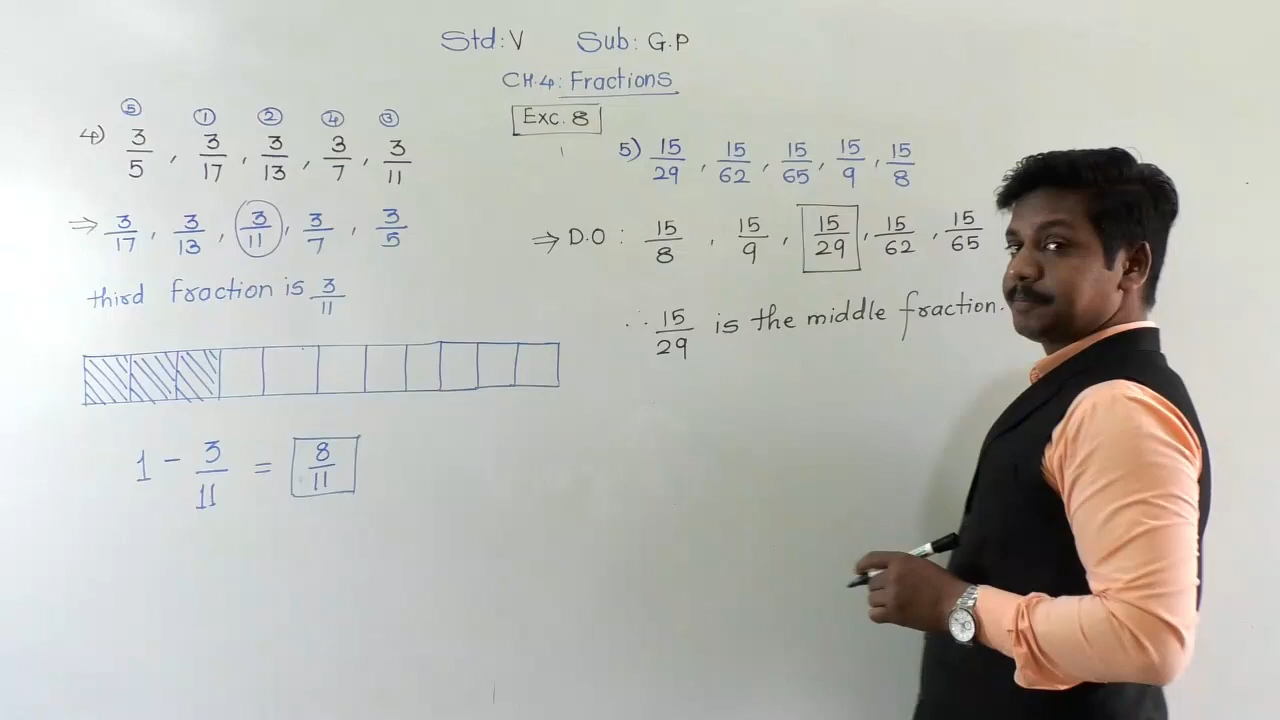 Std: V Sub: G.P
CH.4: Fractions
Exc. 8
⑤ ① ② ④ ③
4) 3/5, 3/17, 3/13, 3/7, 3/11
⇒ 3/17, 3/13, 3/11, 3/7, 3/5
third fraction is 3/11
1 - 3/11 = 8/11
5) 15/29, 15/62, 15/65, 15/9, 15/8
⇒ D.O: 15/8, 15/9, 15/29, 15/62, 15/65
∴ 15/29 is the middle fraction.